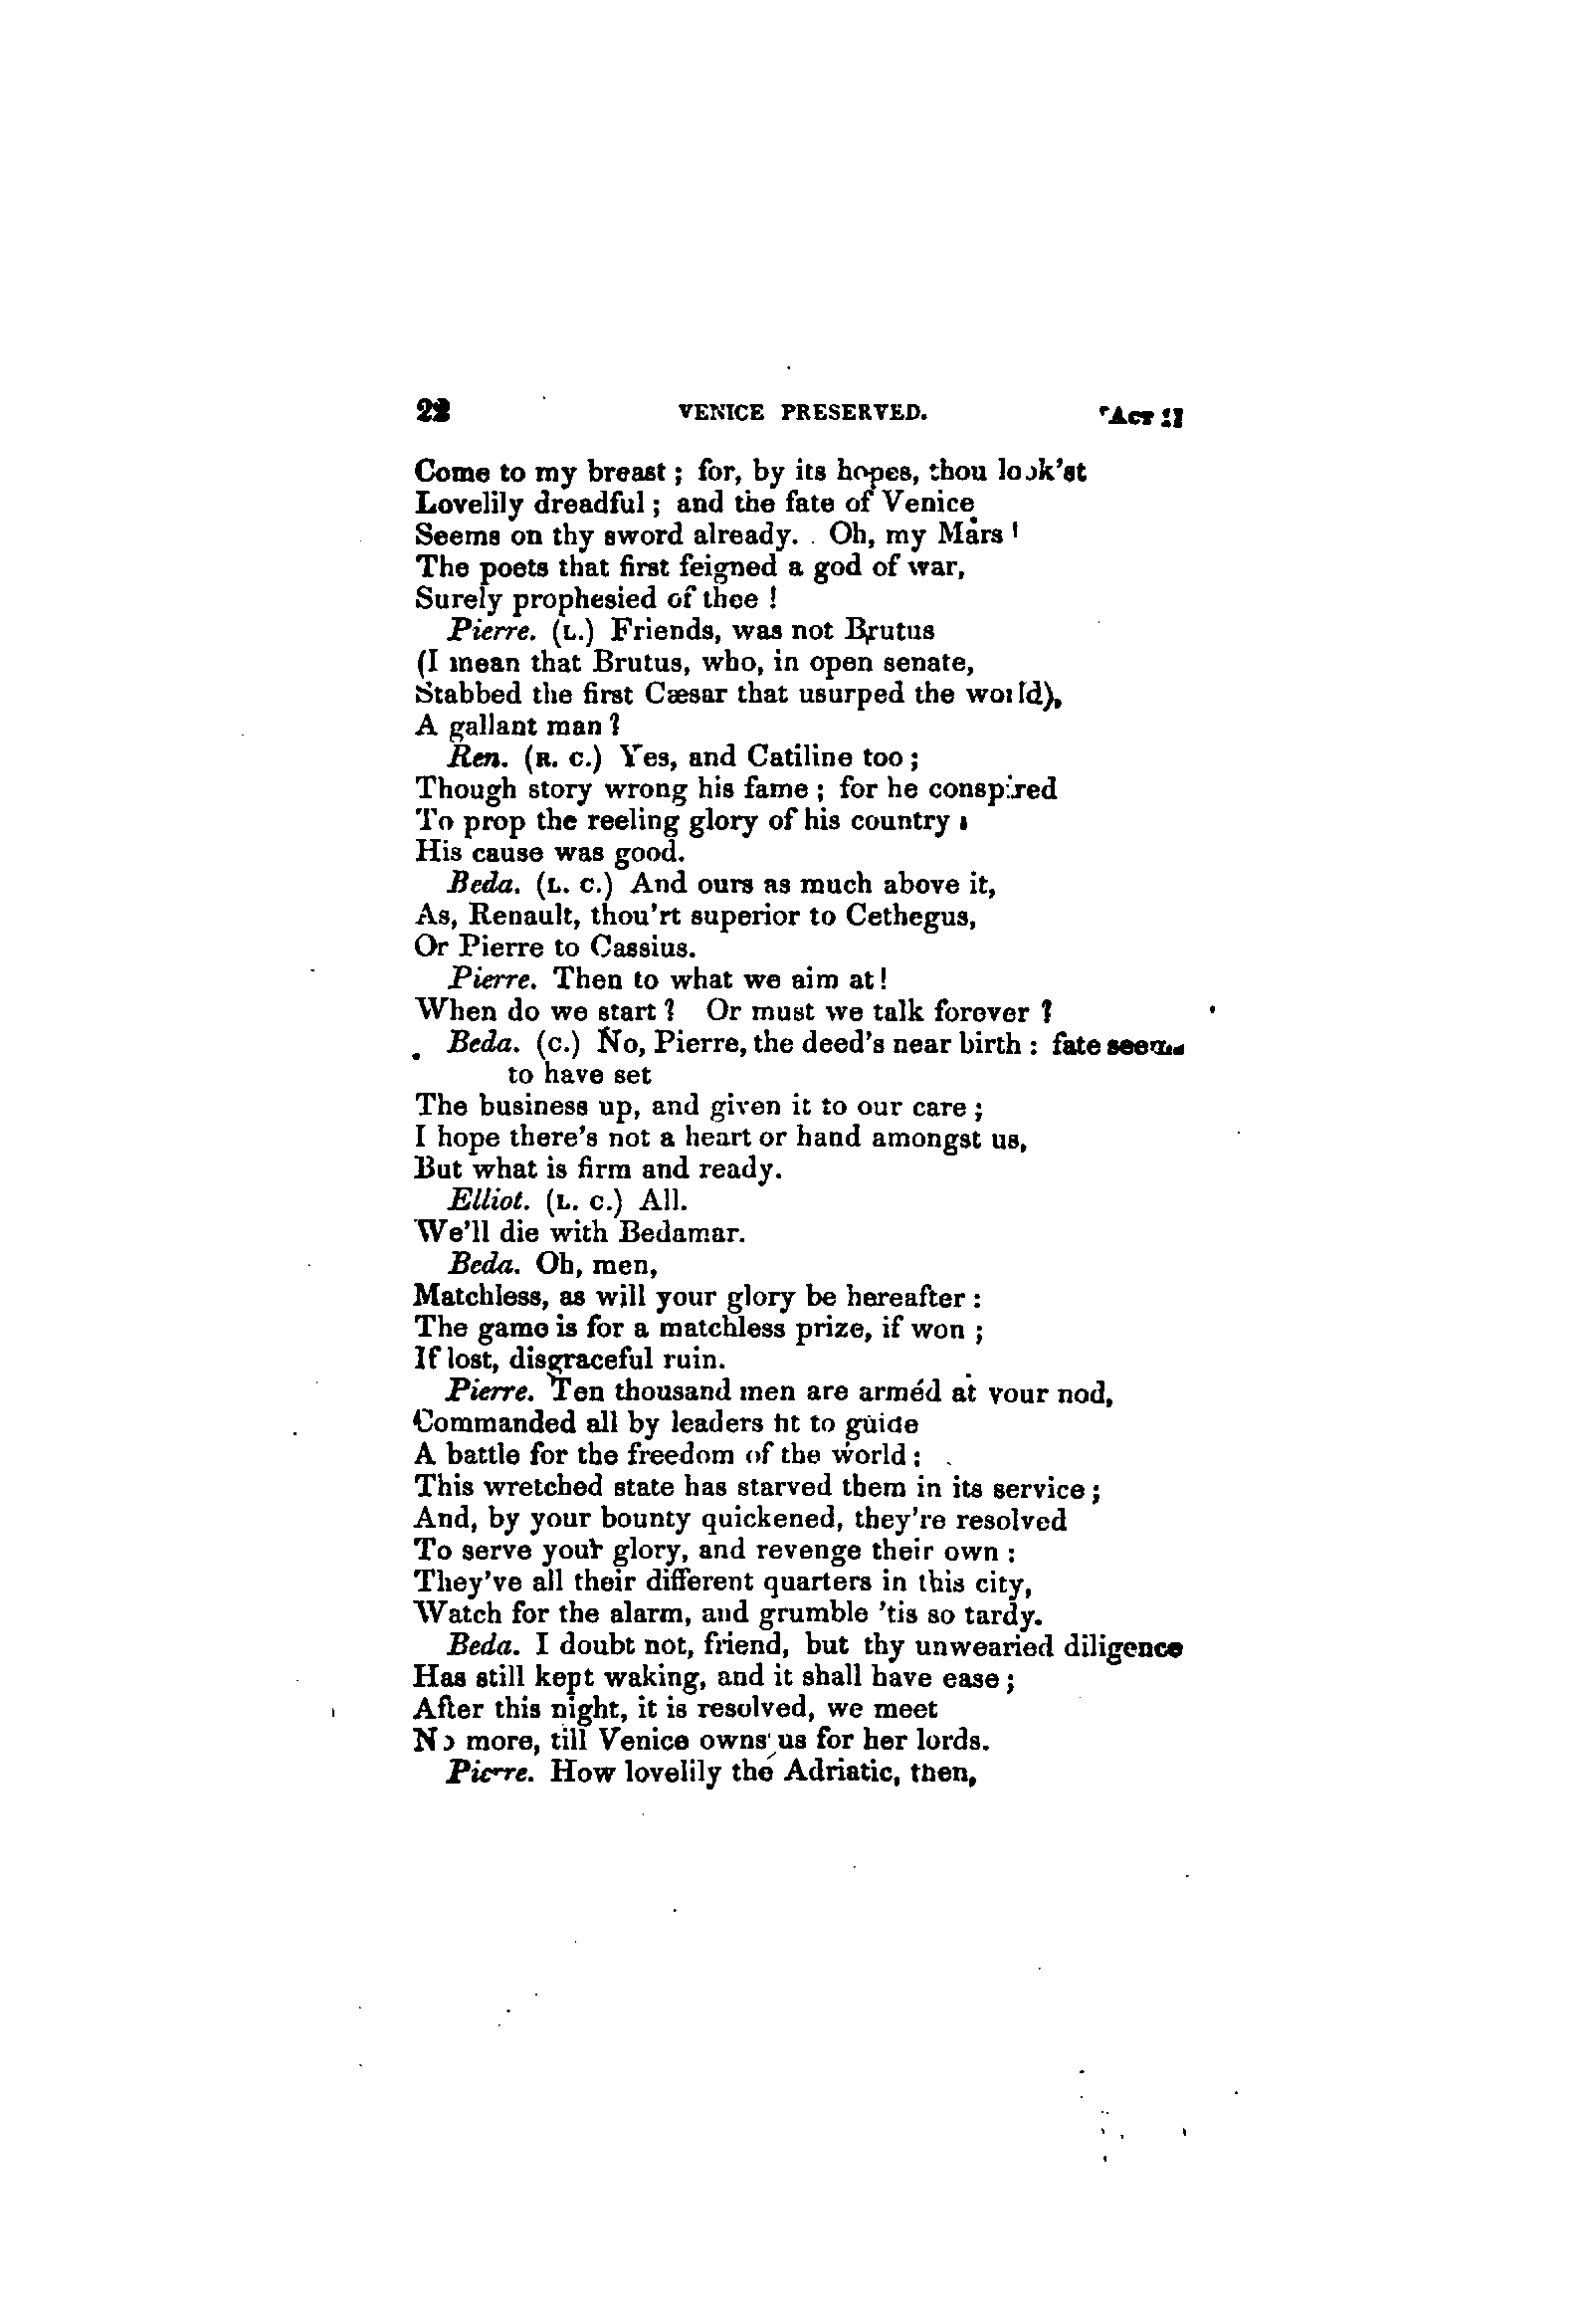 22 VENICE PRESERVED. [Act II
Come to my breast; for, by its hopes, thou look'st
Lovelily dreadful; and the fate of Venice
Seems on thy sword already. Oh, my Mars!
The poets that first feigned a god of war,
Surely prophesied of thee!
Pierre. (L.) Friends, was not Brutus
(I mean that Brutus, who, in open senate,
Stabbed the first Cæsar that usurped the world),
A gallant man?
Ren. (R. C.) Yes, and Catiline too;
Though story wrong his fame; for he conspired
To prop the reeling glory of his country:
His cause was good.
Beda. (L. C.) And ours as much above it,
As, Renault, thou'rt superior to Cethegus,
Or Pierre to Cassius.
Pierre. Then to what we aim at!
When do we start? Or must we talk forever?
Beda. (C.) No, Pierre, the deed's near birth: fate seems
to have set
The business up, and given it to our care;
I hope there's not a heart or hand amongst us,
But what is firm and ready.
Elliot. (L. C.) All.
We'll die with Bedamar.
Beda. Oh, men,
Matchless, as will your glory be hereafter:
The game is for a matchless prize, if won;
If lost, disgraceful ruin.
Pierre. Ten thousand men are armed at your nod,
Commanded all by leaders fit to guide
A battle for the freedom of the world:
This wretched state has starved them in its service;
And, by your bounty quickened, they're resolved
To serve your glory, and revenge their own:
They've all their different quarters in this city,
Watch for the alarm, and grumble 'tis so tardy.
Beda. I doubt not, friend, but thy unwearied diligence
Has still kept waking, and it shall have ease;
After this night, it is resolved, we meet
No more, till Venice owns us for her lords.
Pierre. How lovelily the Adriatic, then,